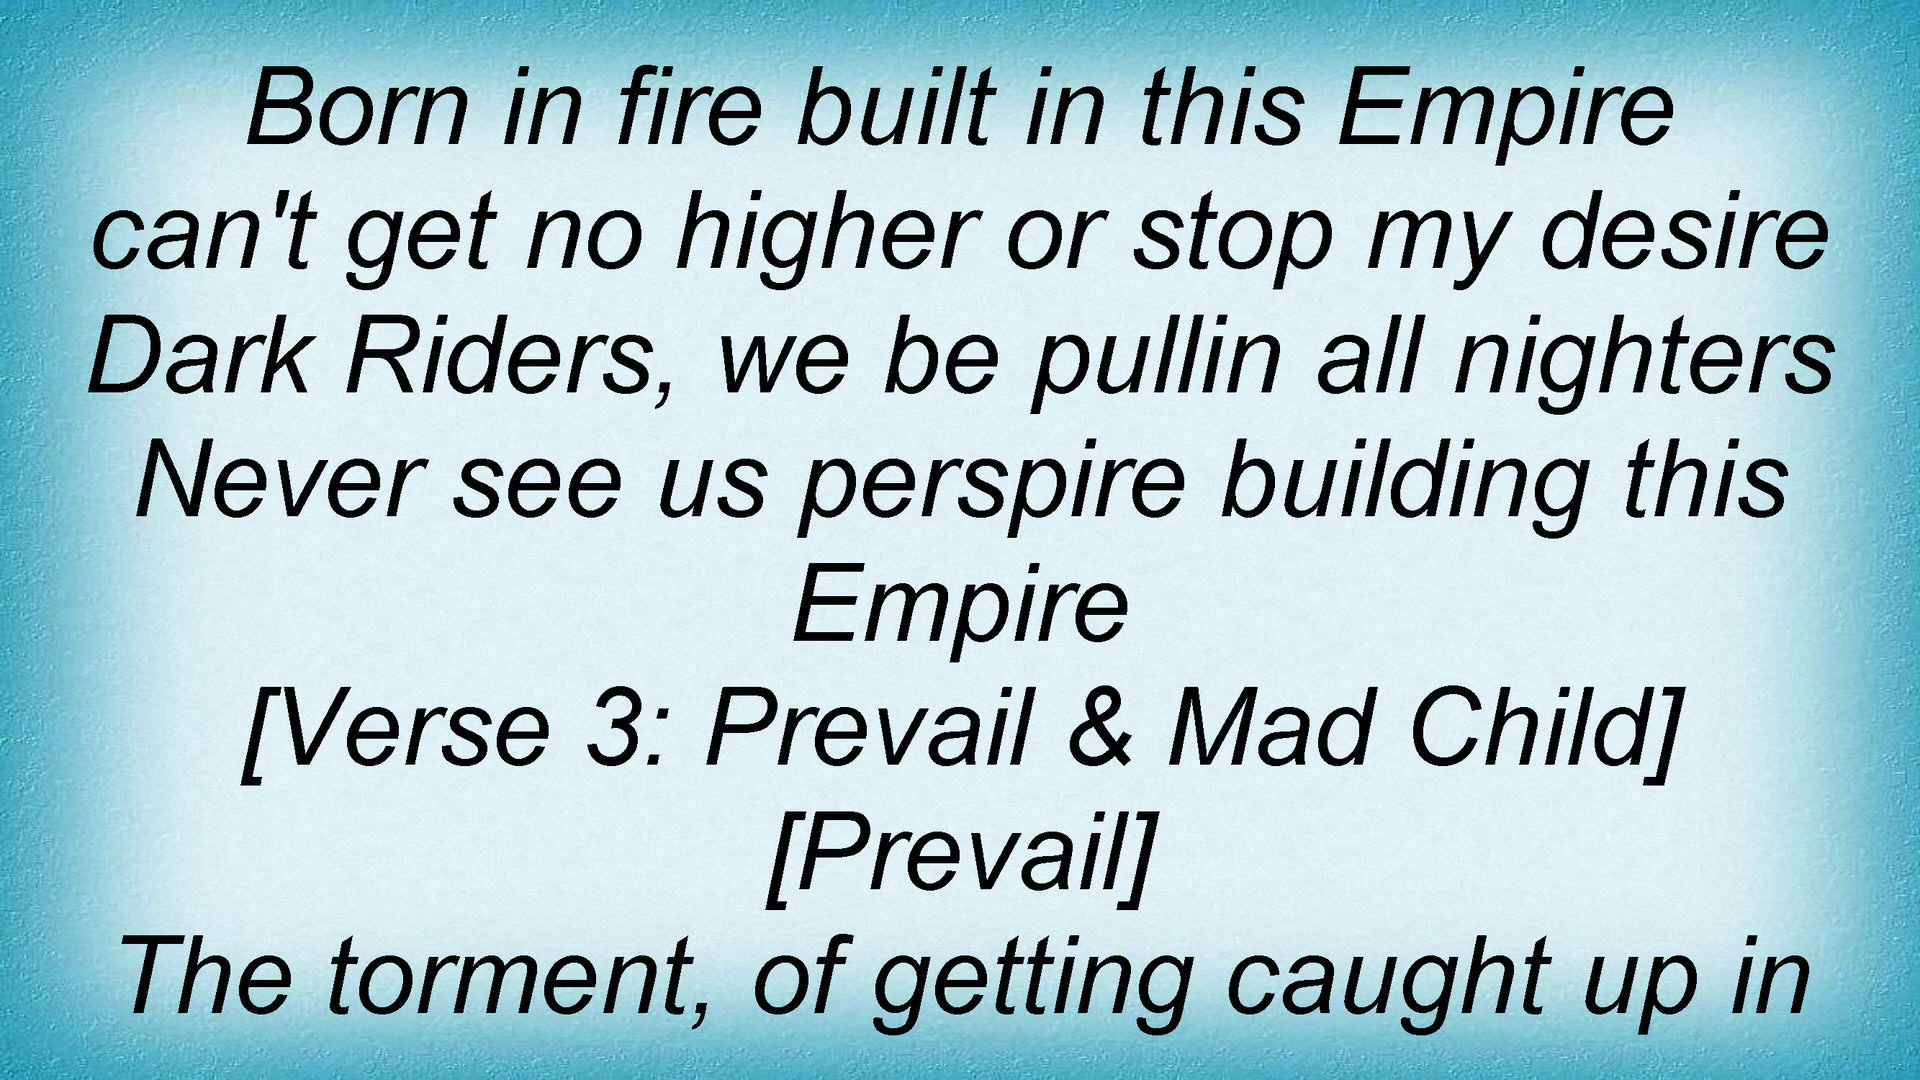 Born in fire built in this Empire
can't get no higher or stop my desire
Dark Riders, we be pullin all nighters
Never see us perspire building this
Empire
[Verse 3: Prevail & Mad Child]
[Prevail]
The torment, of getting caught up in